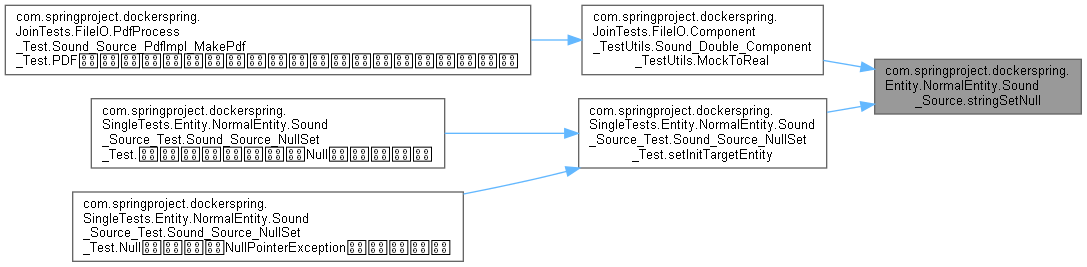 com.springproject.dockerspring.
JoinTests.FileIO.PdfProcess
_Test.Sound_Source_PdfImpl_MakePdf
_Test.PDF
com.springproject.dockerspring.
JoinTests.FileIO.Component
_TestUtils.Sound_Double_Component
_TestUtils.MockToReal
com.springproject.dockerspring.
Entity.NormalEntity.Sound
_Source.stringSetNull
com.springproject.dockerspring.
SingleTests.Entity.NormalEntity.Sound
_Source_Test.Sound_Source_NullSet
_Test.
Null
com.springproject.dockerspring.
SingleTests.Entity.NormalEntity.Sound
_Source_Test.Sound_Source_NullSet
_Test.setInitTargetEntity
com.springproject.dockerspring.
SingleTests.Entity.NormalEntity.Sound
_Source_Test.Sound_Source_NullSet
_Test.Null
NullPointerException